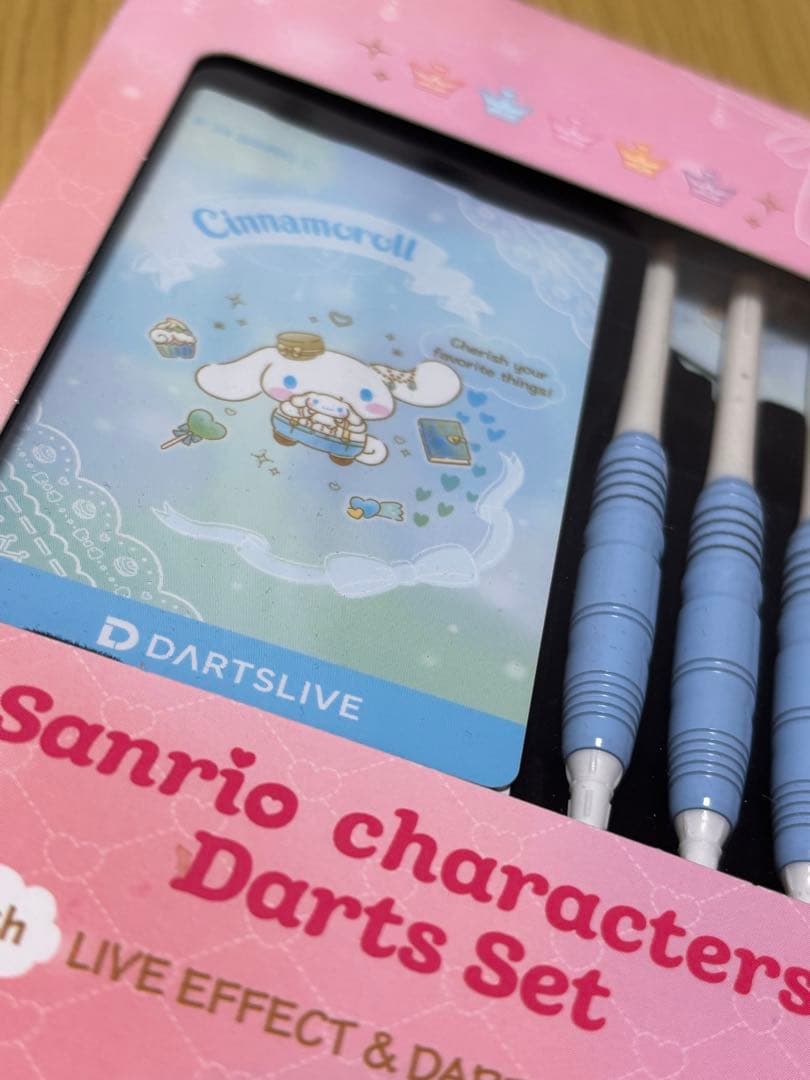 Cinnamoroll
Cherish your
favorite things!
DARTSLIVE
Sanrio characters
Darts Set
LIVE EFFECT &